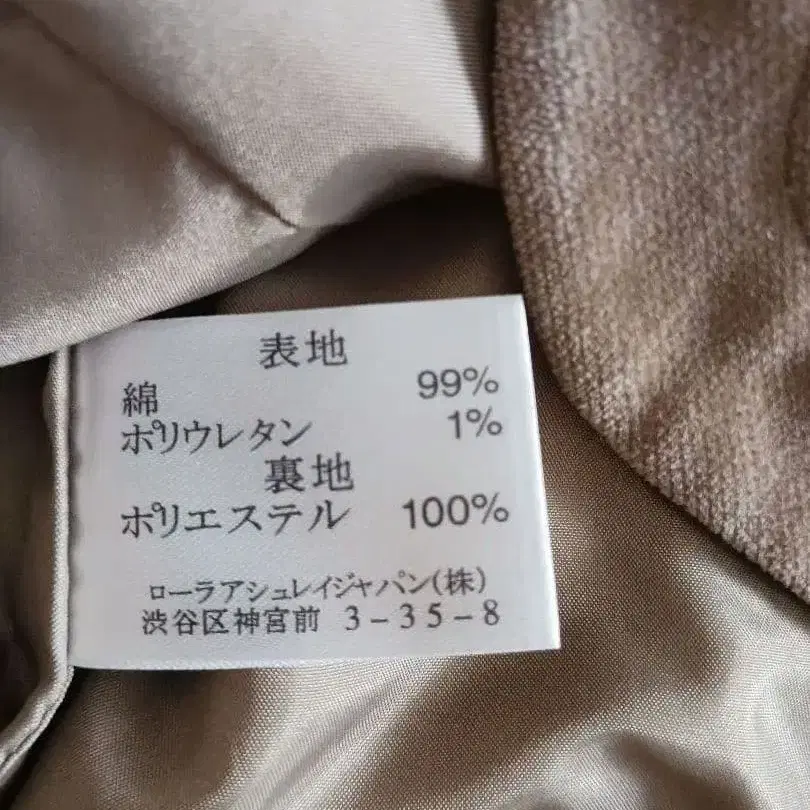 表地
綿 99%
ポリウレタン 1%
裏地
ポリエステル 100%
ローラアシュレイジャパン(株)
渋谷区神宮前 3-35-8